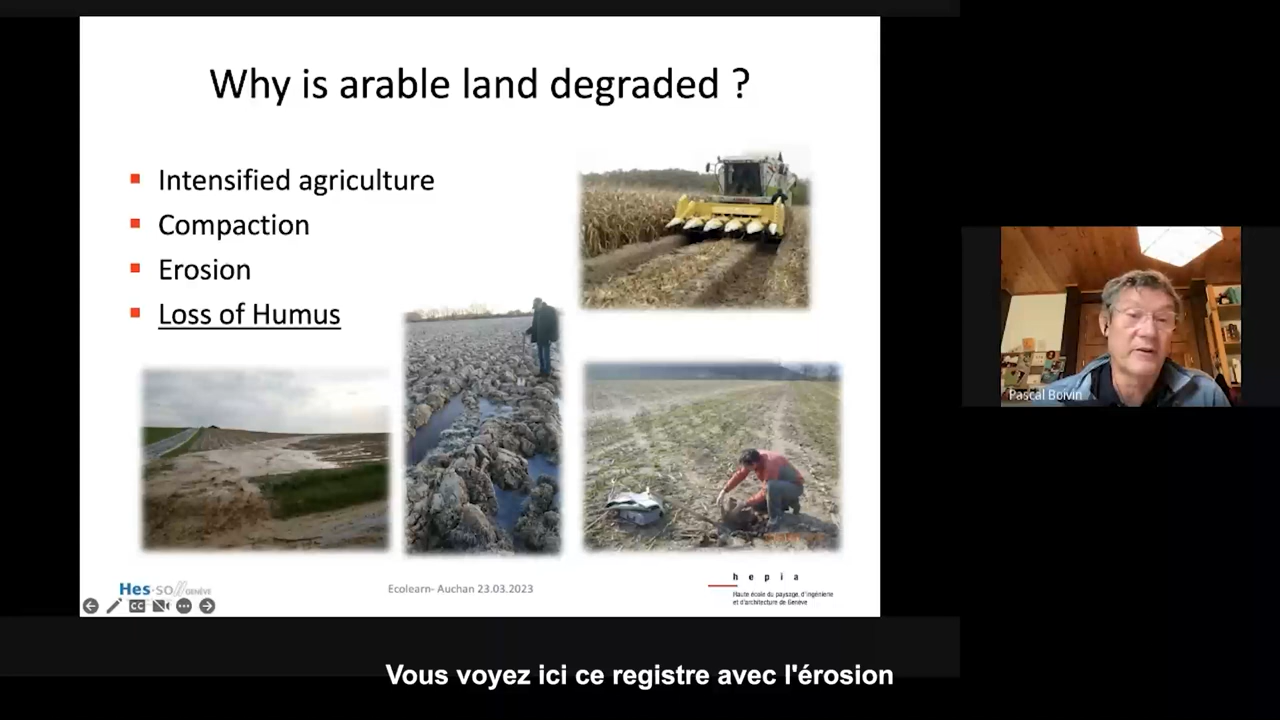 Why is arable land degraded ?
Intensified agriculture
Compaction
Erosion
Loss of Humus
Pascal Boivin
Hes·so GENÈVE
Ecolearn- Auchan 23.03.2023
h e p i a
Haute école du paysage, d'ingénierie
et d'architecture de Genève
CC
Vous voyez ici ce registre avec l'érosion